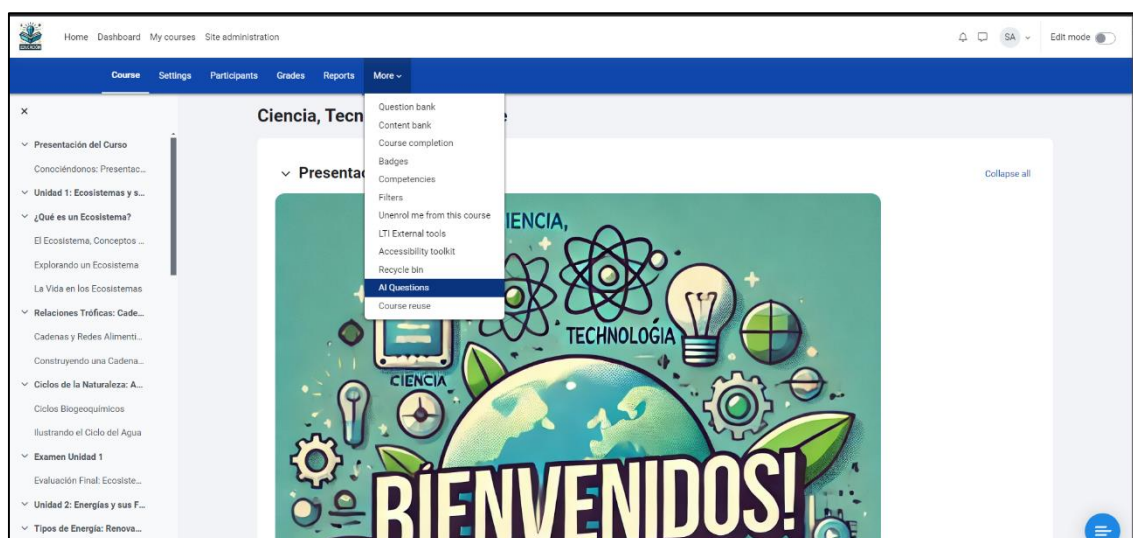 EDUCACIÓN
Home Dashboard My courses Site administration
SA
Edit mode
Course Settings Participants Grades Reports More
Question bank
Content bank
Course completion
Badges
Competencies
Filters
Unenrol me from this course
LTI External tools
Accessibility toolkit
Recycle bin
AI Questions
Course reuse
Presentación del Curso
Conociéndonos: Presentac...
Unidad 1: Ecosistemas y s...
¿Qué es un Ecosistema?
El Ecosistema, Conceptos ...
Explorando un Ecosistema
La Vida en los Ecosistemas
Relaciones Tróficas: Cade...
Cadenas y Redes Alimenti...
Construyendo una Cadena...
Ciclos de la Naturaleza: A...
Ciclos Biogeoquímicos
Ilustrando el Ciclo del Agua
Examen Unidad 1
Evaluación Final: Ecosiste...
Unidad 2: Energías y sus F...
Tipos de Energía: Renova...
Ciencia, Tecn
Presentac
Collapse all
IENCIA,
TECHNOLOGÍA
CIENCIA
BIENVENIDOS!